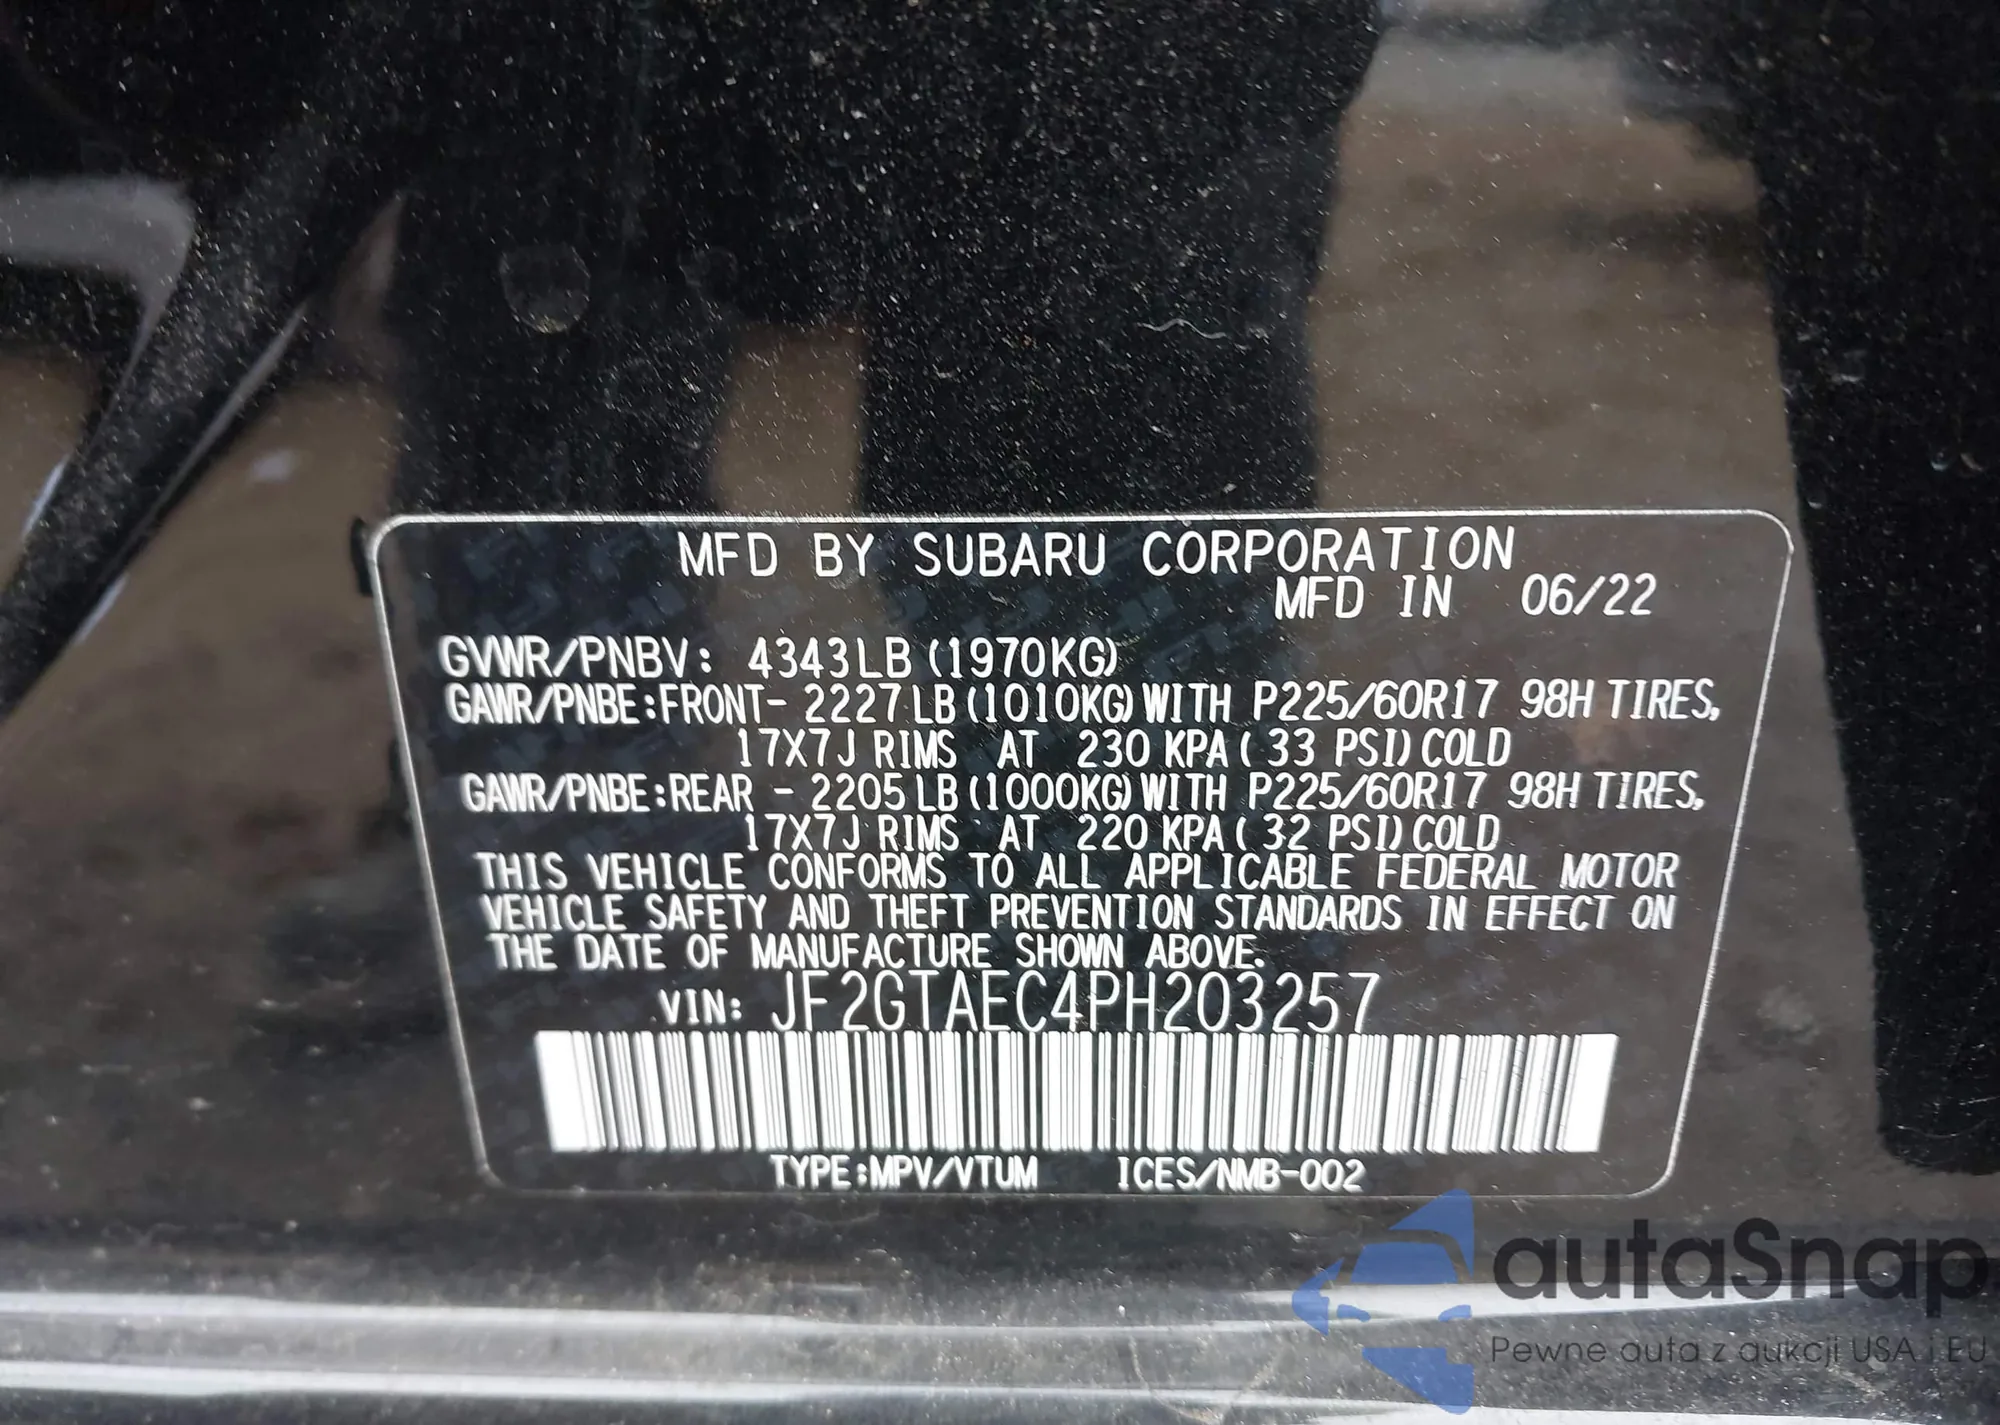 MFD BY SUBARU CORPORATION
MFD IN 06/22
GVWR/PNBV: 4343LB(1970KG)
GAWR/PNBE:FRONT- 2227LB(1010KG)WITH P225/60R17 98H TIRES,
17X7J RIMS AT 230 KPA( 33 PSI)COLD
GAWR/PNBE:REAR - 2205LB(1000KG)WITH P225/60R17 98H TIRES,
17X7J RIMS AT 220 KPA( 32 PSI)COLD
THIS VEHICLE CONFORMS TO ALL APPLICABLE FEDERAL MOTOR
VEHICLE SAFETY AND THEFT PREVENTION STANDARDS IN EFFECT ON
THE DATE OF MANUFACTURE SHOWN ABOVE.
VIN: JF2GTAEC4PH203257
TYPE:MPV/VTUM ICES/NMB-002
autaSnap
Pewne auta z aukcji USA i EU